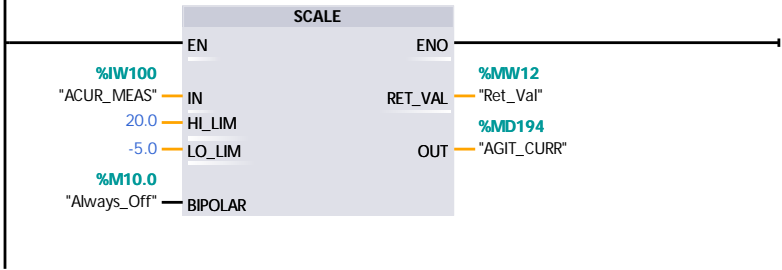 SCALE
EN ENO
%IW100 %MW12
"ACUR_MEAS" IN RET_VAL "Ret_Val"
20.0 HI_LIM %MD194
-5.0 LO_LIM OUT "AGIT_CURR"
%M10.0
"Always_Off" BIPOLAR